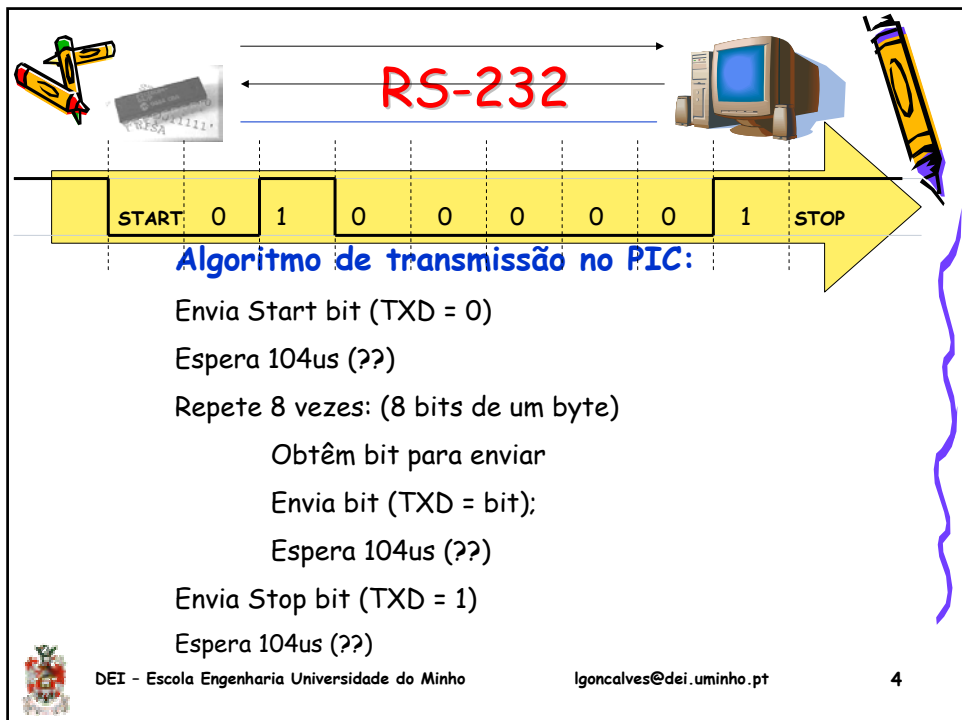 RS-232
START 0 1 0 0 0 0 0 1 STOP
Algoritmo de transmissão no PIC:
Envia Start bit (TXD = 0)
Espera 104us (??)
Repete 8 vezes: (8 bits de um byte)
Obtêm bit para enviar
Envia bit (TXD = bit);
Espera 104us (??)
Envia Stop bit (TXD = 1)
Espera 104us (??)
DEI – Escola Engenharia Universidade do Minho lgoncalves@dei.uminho.pt 4